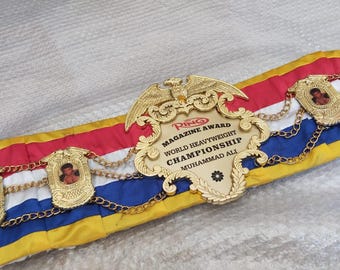 RING
MAGAZINE AWARD
WORLD HEAVYWEIGHT
CHAMPIONSHIP
MUHAMMAD ALI